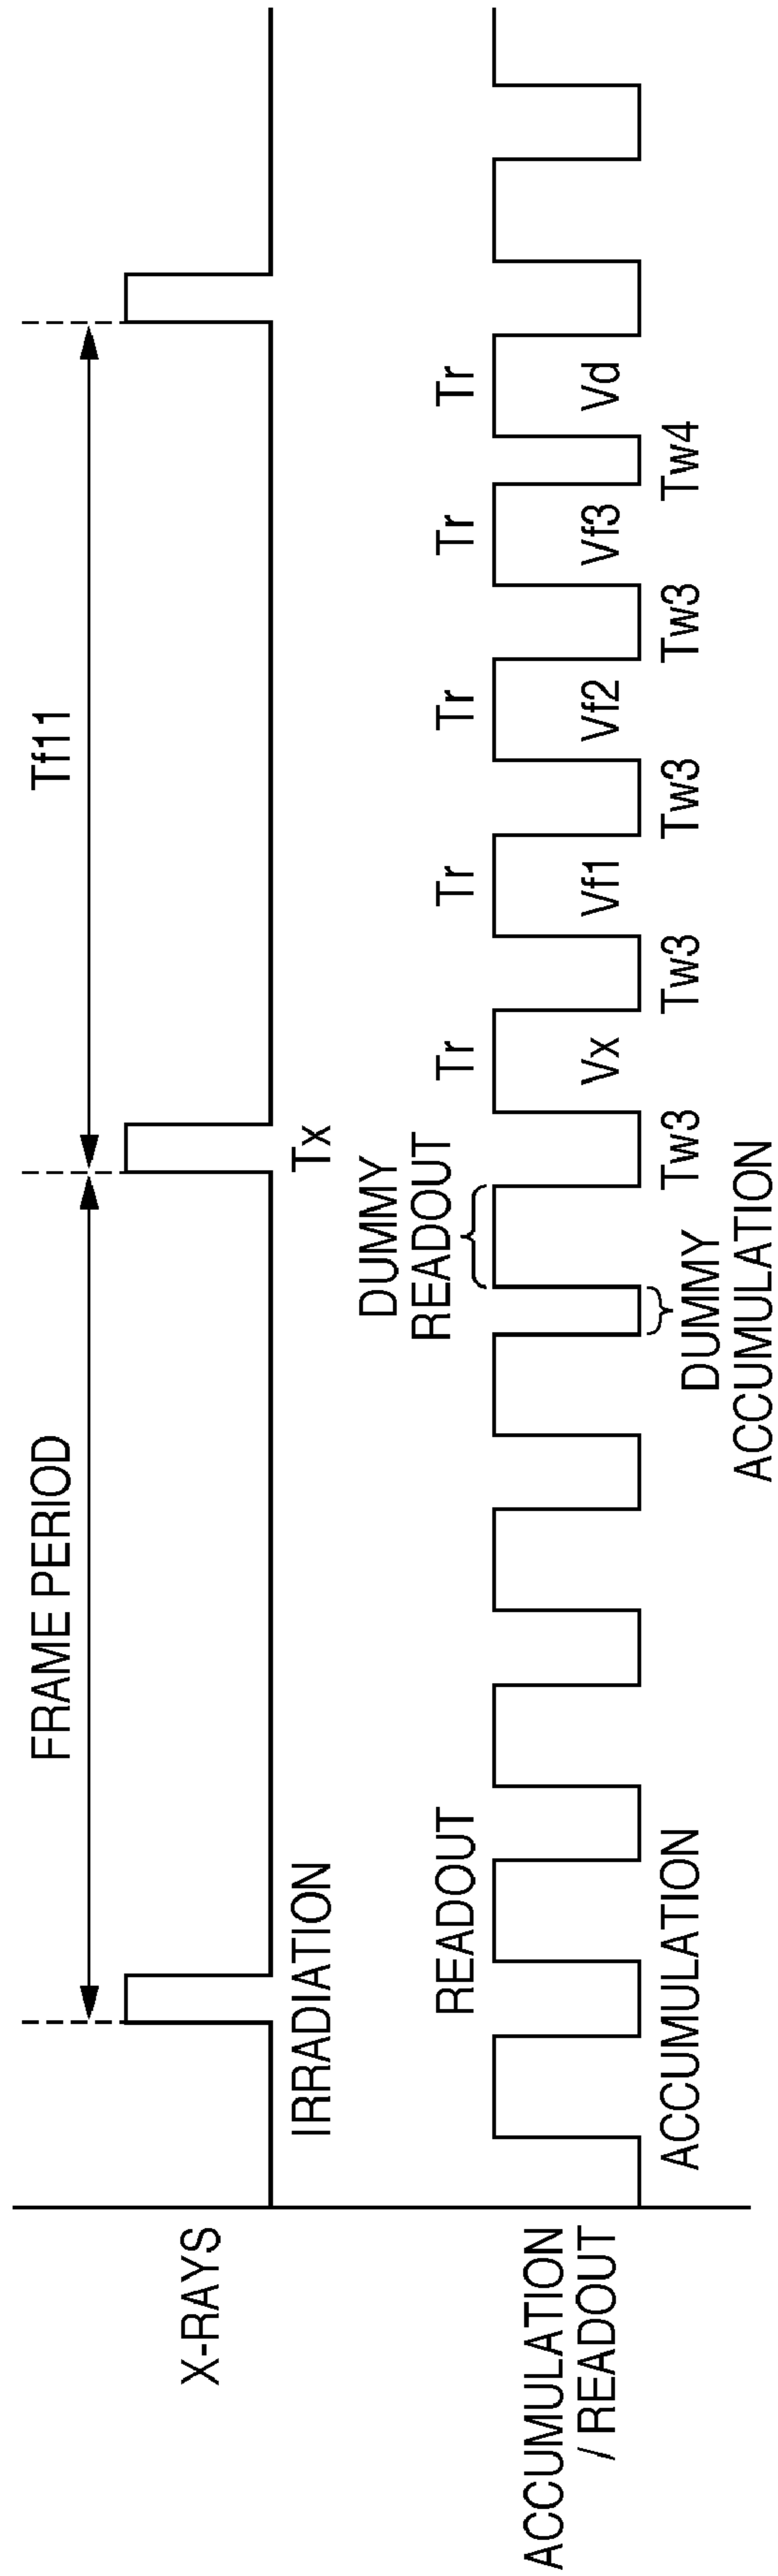 FRAME PERIOD
Tf11
X-RAYS
IRRADIATION
Tx
DUMMY
READOUT
READOUT
Tr
Tr
Tr
Tr
Tr
ACCUMULATION
/ READOUT
Vx
Vf1
Vf2
Vf3
Vd
ACCUMULATION
Tw3
Tw3
Tw3
Tw3
Tw4
DUMMY
ACCUMULATION